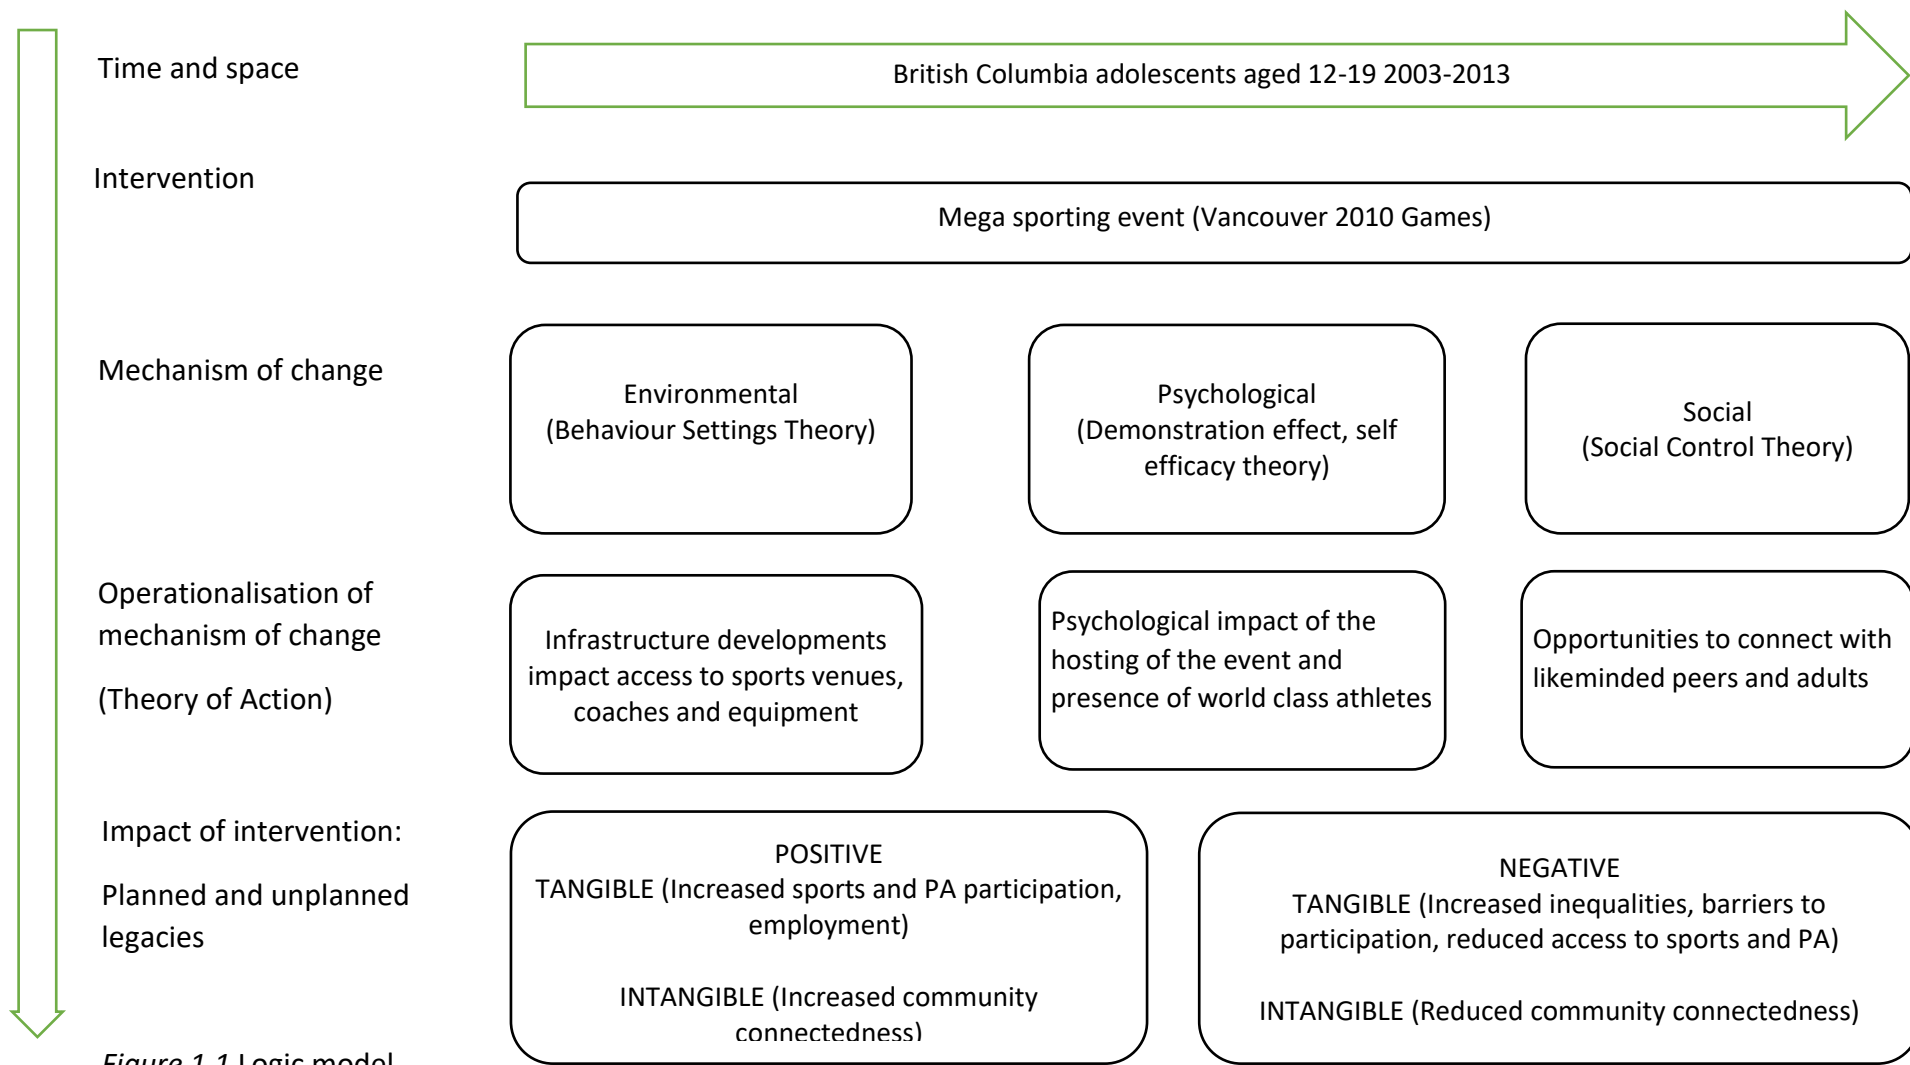 Time and space
British Columbia adolescents aged 12-19 2003-2013
Intervention
Mega sporting event (Vancouver 2010 Games)
Mechanism of change
Environmental
(Behaviour Settings Theory)
Psychological
(Demonstration effect, self
efficacy theory)
Social
(Social Control Theory)
Operationalisation of
mechanism of change
(Theory of Action)
Infrastructure developments
impact access to sports venues,
coaches and equipment
Psychological impact of the
hosting of the event and
presence of world class athletes
Opportunities to connect with
likeminded peers and adults
Impact of intervention:
Planned and unplanned
legacies
POSITIVE
TANGIBLE (Increased sports and PA participation,
employment)
INTANGIBLE (Increased community
connectedness)
NEGATIVE
TANGIBLE (Increased inequalities, barriers to
participation, reduced access to sports and PA)
INTANGIBLE (Reduced community connectedness)
Figure 1.1 Logic model